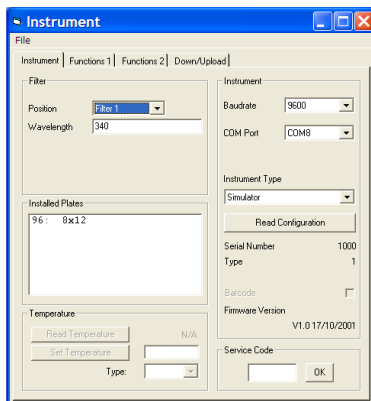 Instrument
File
Instrument Functions 1 Functions 2 Down/Upload
Filter
Position Filter 1
Wavelength 340
Installed Plates
96: 8x12
Temperature
Read Temperature N/A
Set Temperature
Type:
Instrument
Baudrate 9600
COM Port COM8
Instrument Type
Simulator
Read Configuration
Serial Number 1000
Type 1
Barcode
Firmware Version
V1.0 17/10/2001
Service Code
OK